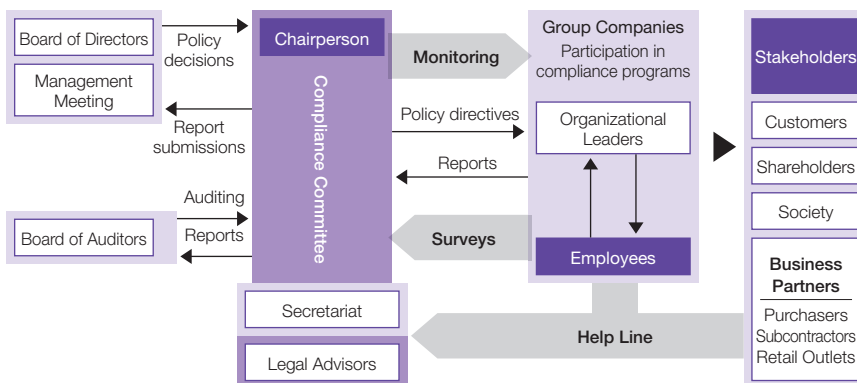 Board of Directors
Management
Meeting
Policy
decisions
Report
submissions
Board of Auditors
Auditing
Reports
Chairperson
Compliance Committee
Secretariat
Legal Advisors
Monitoring
Policy directives
Reports
Surveys
Help Line
Group Companies
Participation in
compliance programs
Organizational
Leaders
Employees
Stakeholders
Customers
Shareholders
Society
Business
Partners
Purchasers
Subcontractors
Retail Outlets